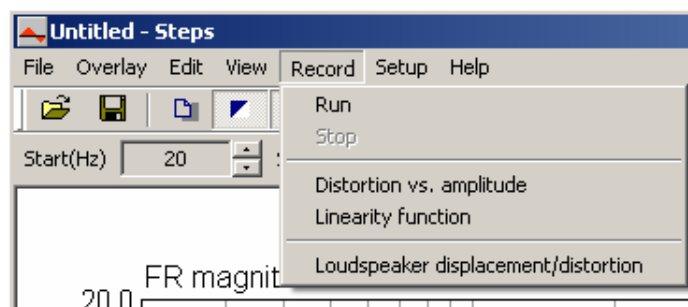 Untitled - Steps
File Overlay Edit View Record Setup Help
Run
Stop
Start(Hz) 20
Distortion vs. amplitude
Linearity function
Loudspeaker displacement/distortion
FR magnit
20.0